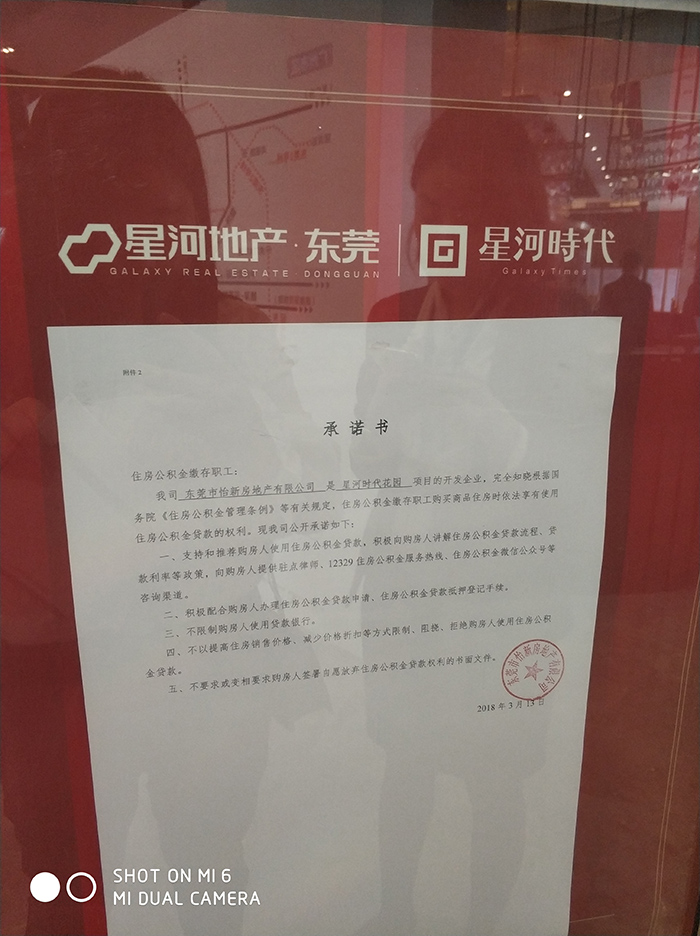 星河地产·东莞
GALAXY REAL ESTATE DONGGUAN
星河時代
Galaxy Times
附件2
承诺书
住房公积金缴存职工：
我司 东莞市怡新房地产有限公司 是 星河时代花园 项目的开发企业，完全知晓根据国
务院《住房公积金管理条例》等有关规定，住房公积金缴存职工购买商品住房时依法享有使用
住房公积金贷款的权利。现我司公开承诺如下：
一、支持和推荐购房人使用住房公积金贷款，积极向购房人讲解住房公积金贷款流程、贷
款利率等政策，向购房人提供驻点律师、12329住房公积金服务热线、住房公积金微信公众号等
咨询渠道。
二、积极配合购房人办理住房公积金贷款申请、住房公积金贷款抵押登记手续。
三、不限制购房人使用贷款银行。
四、不以提高住房销售价格、减少价格折扣等方式限制、阻挠、拒绝购房人使用住房公积
金贷款。
五、不要求或变相要求购房人签署自愿放弃住房公积金贷款权利的书面文件。
东莞市怡新房地产有限公司
2018年3月13日
SHOT ON MI 6
MI DUAL CAMERA